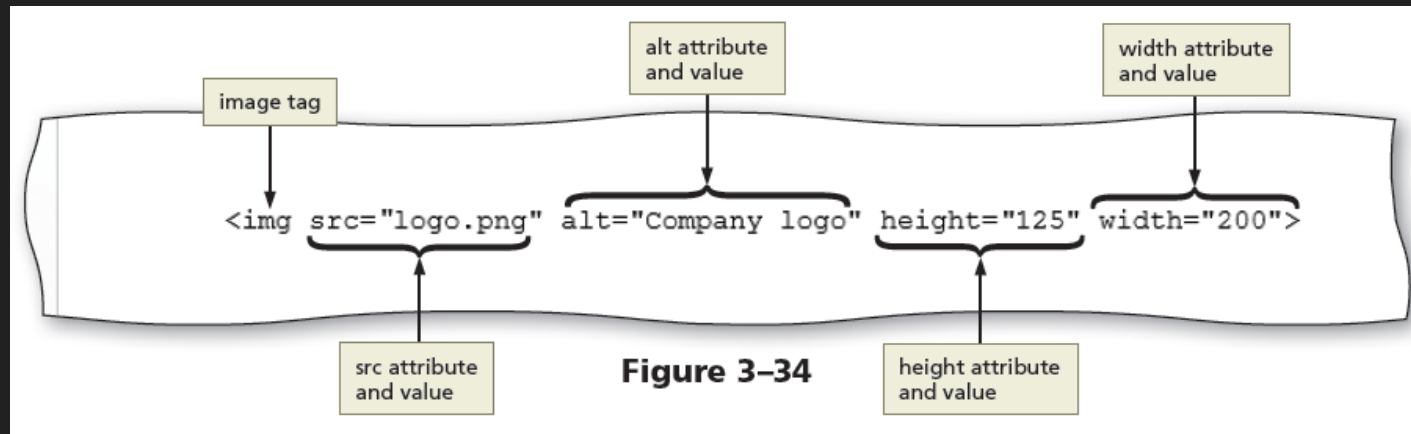 alt attribute
and value
width attribute
and value
image tag
<img src="logo.png" alt="Company logo" height="125" width="200">
src attribute
and value
Figure 3–34
height attribute
and value